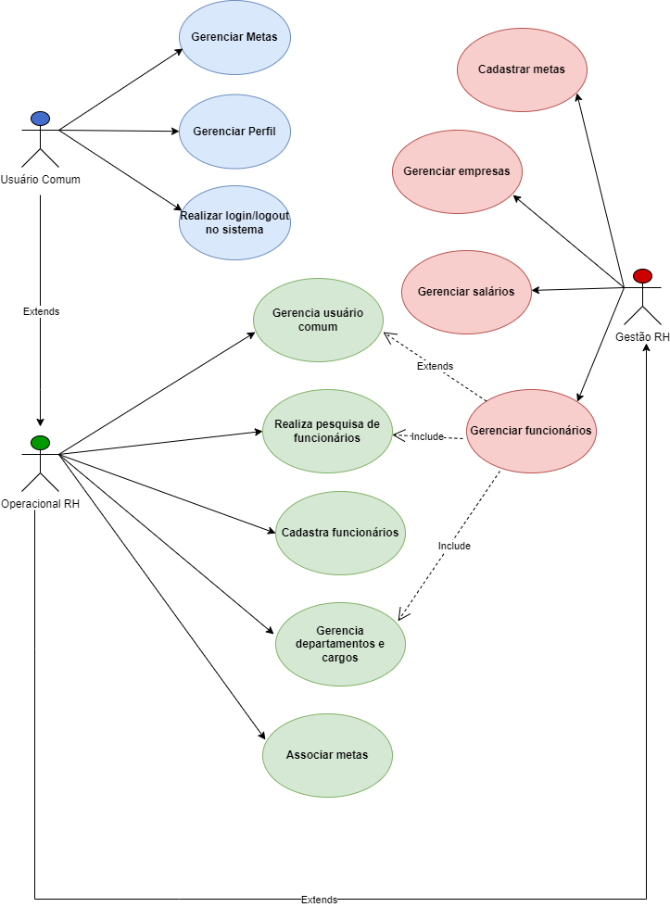 Gerenciar Metas
Cadastrar metas
Gerenciar Perfil
Usuário Comum
Gerenciar empresas
Realizar login/logout
no sistema
Gerenciar salários
Extends
Gerencia usuário
comum
Gestão RH
Extends
Realiza pesquisa de
funcionários
Include
Gerenciar funcionários
Operacional RH
Cadastra funcionários
Include
Gerencia
departamentos e
cargos
Associar metas
Extends